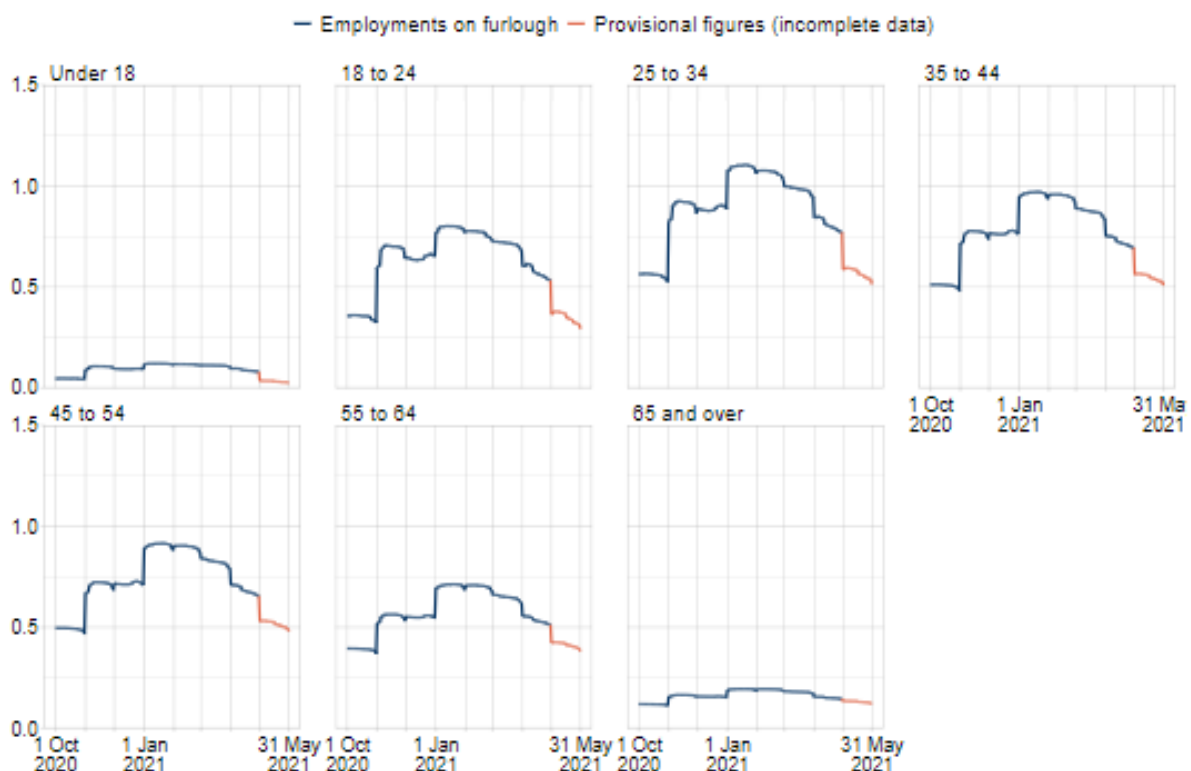 Employments on furlough Provisional figures (incomplete data)
Under 18 18 to 24 25 to 34 35 to 44
1.5
1.0
0.5
0.0
1 Oct 2020 1 Jan 2021 31 Ma 2021
45 to 54 55 to 64 65 and over
1.5
1.0
0.5
0.0
1 Oct 1 Jan 31 May 1 Oct 1 Jan 31 May 1 Oct 1 Jan 31 May
2020 2021 2021 2020 2021 2021 2020 2021 2021